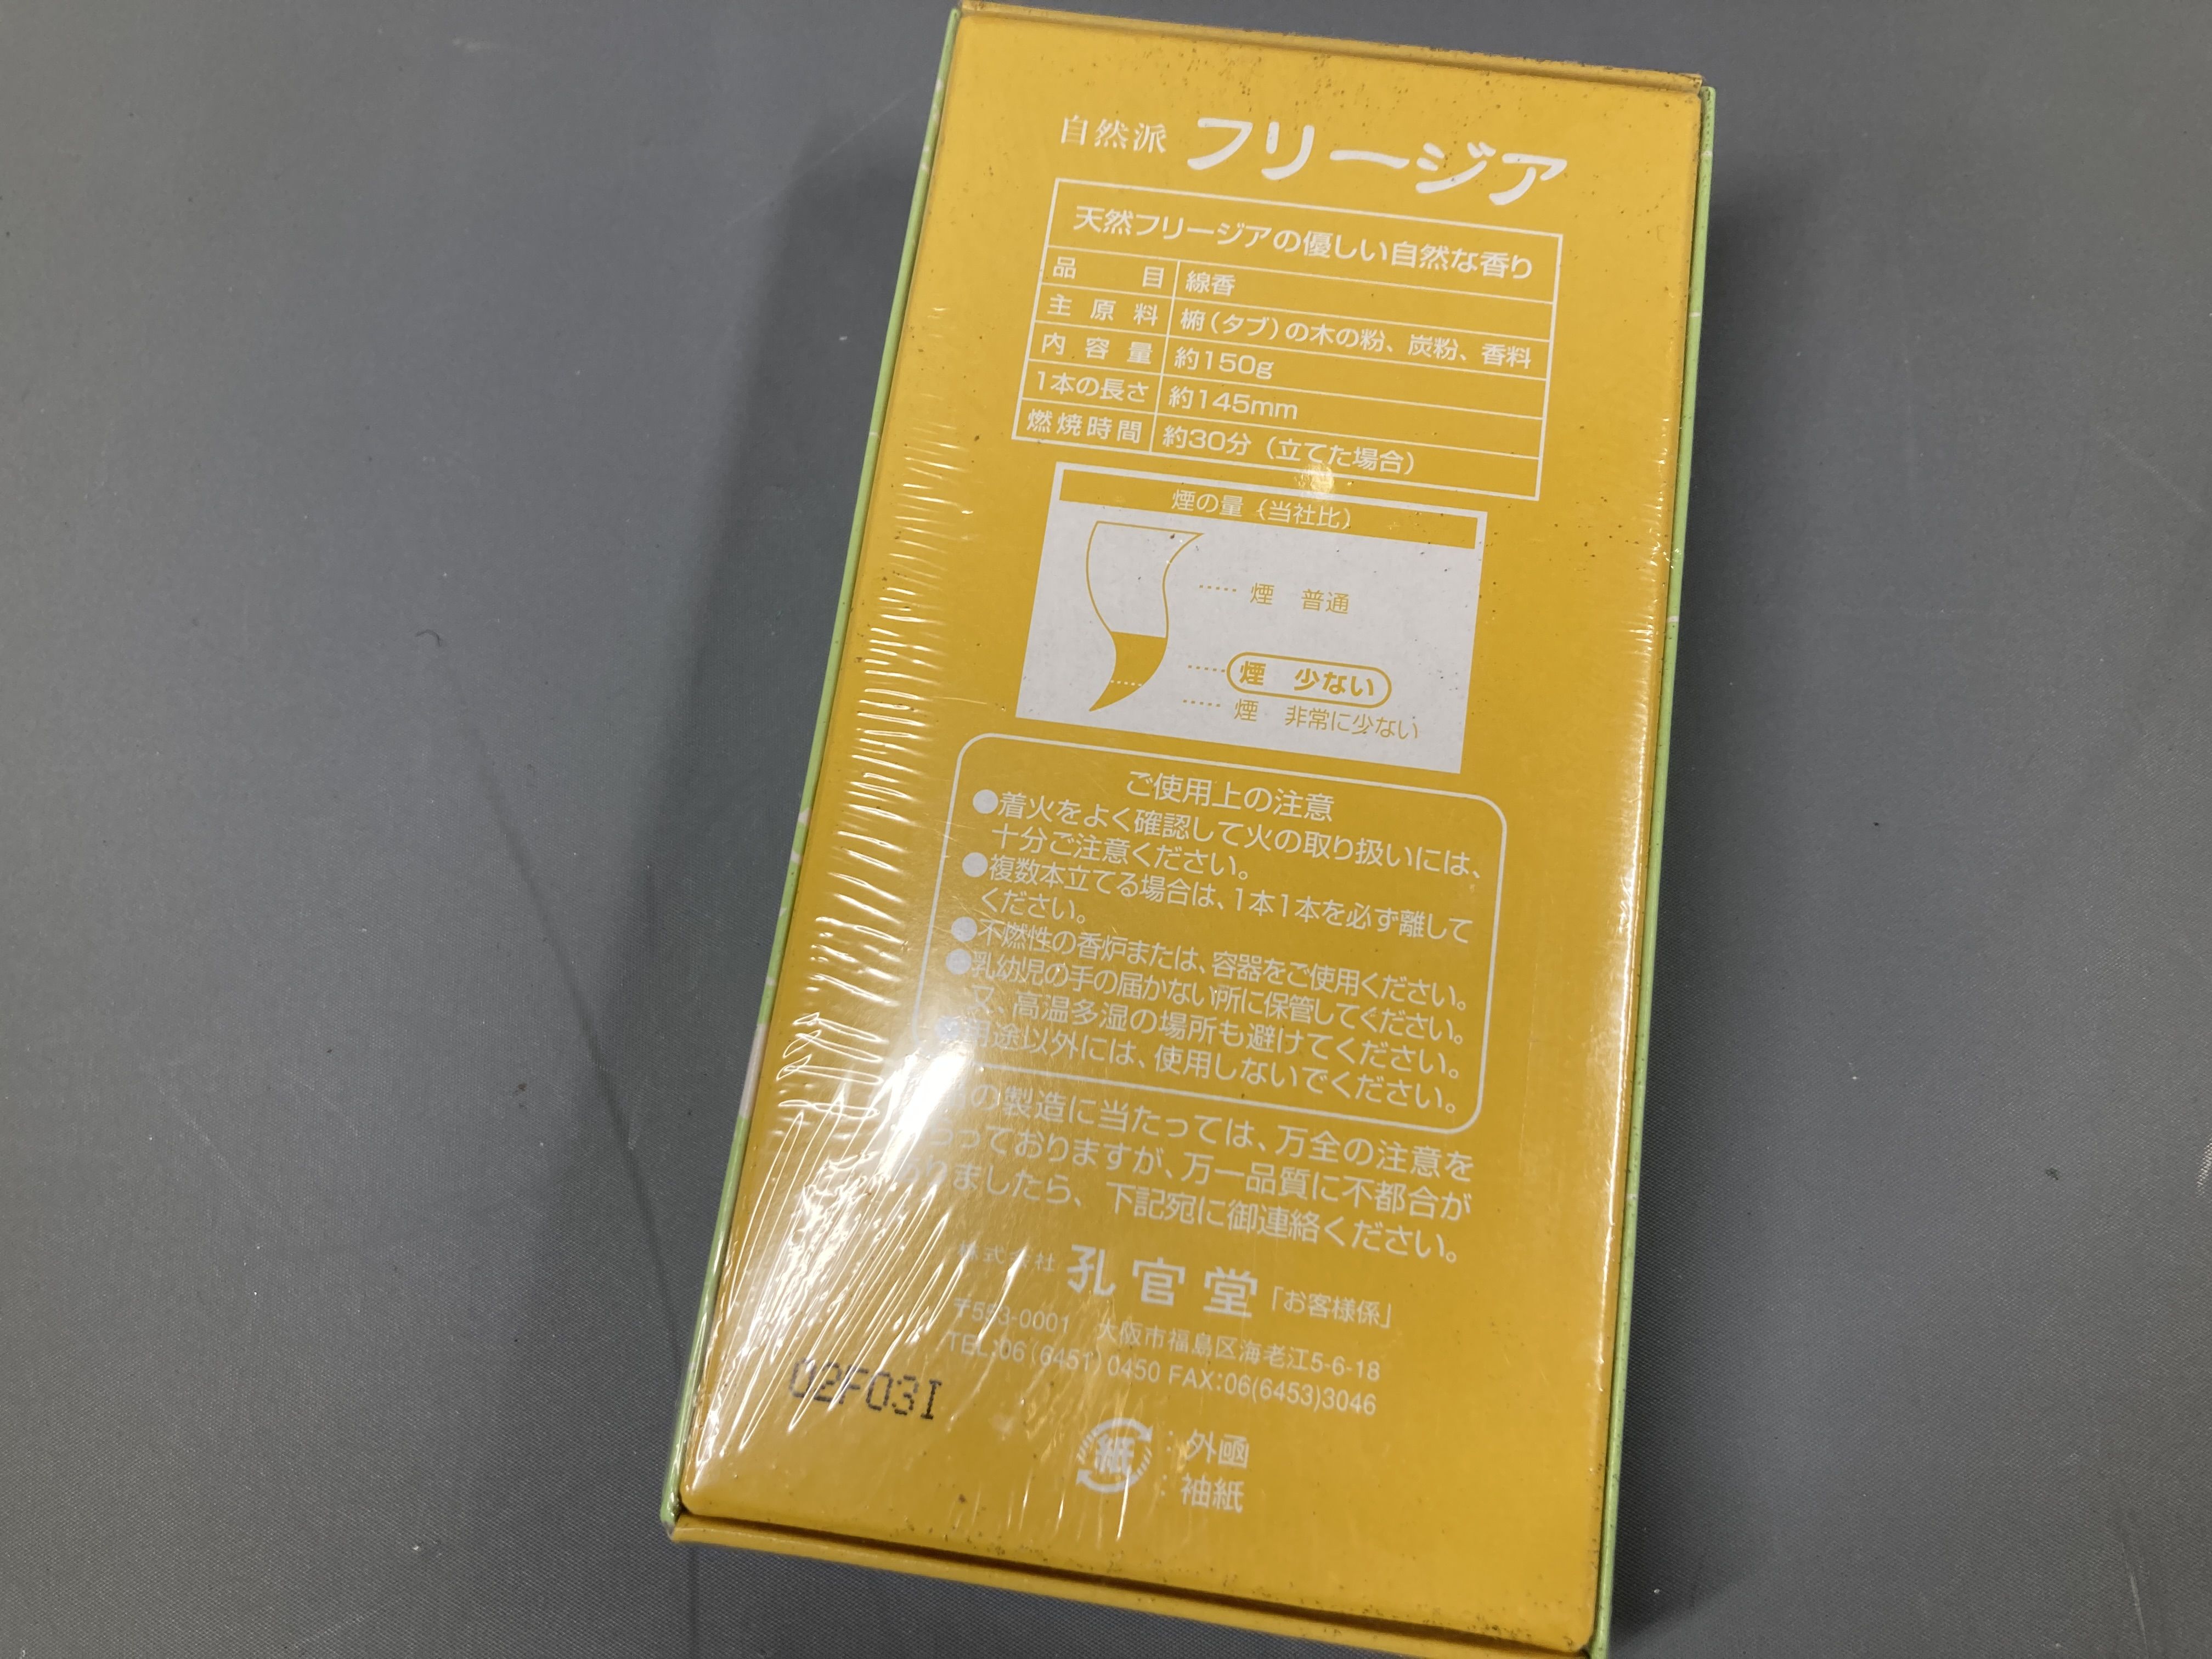 自然派 フリージア
天然フリージアの優しい自然な香り
品目 線香
主原料 椨(タブ)の木の粉、炭粉、香料
内容量 約150g
1本の長さ 約145mm
燃焼時間 約30分(立てた場合)
煙の量(当社比)
煙 普通
煙 少ない
煙 非常に少ない
ご使用上の注意
●着火をよく確認して火の取り扱いには、
十分ご注意ください。
●複数本立てる場合は、1本1本を必ず離して
ください。
●不燃性の香炉または、容器をご使用ください。
●乳幼児の手の届かない所に保管してください。
又、高温多湿の場所も避けてください。
●用途以外には、使用しないでください。
の製造に当たっては、万全の注意を
っておりますが、万一品質に不都合が
ありましたら、下記宛に御連絡ください。
株式会社 孔官堂「お客様係」
〒553-0001 大阪市福島区海老江5-6-18
TEL:06(6451)0450 FAX:06(6453)3046
02F03I
紙 : 外函
: 袖紙